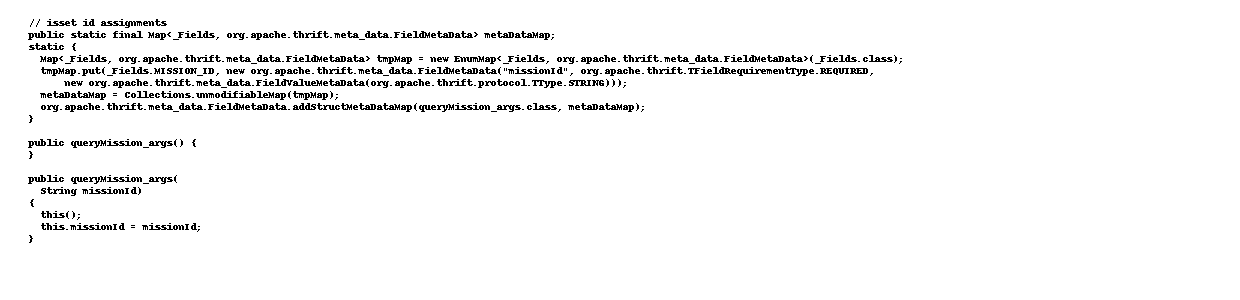 // isset id assignments
public static final Map<_Fields, org.apache.thrift.meta_data.FieldMetaData> metaDataMap;
static {
  Map<_Fields, org.apache.thrift.meta_data.FieldMetaData> tmpMap = new EnumMap<_Fields, org.apache.thrift.meta_data.FieldMetaData>(_Fields.class);
  tmpMap.put(_Fields.MISSION_ID, new org.apache.thrift.meta_data.FieldMetaData("missionId", org.apache.thrift.TFieldRequirementType.REQUIRED,
      new org.apache.thrift.meta_data.FieldValueMetaData(org.apache.thrift.protocol.TType.STRING)));
  metaDataMap = Collections.unmodifiableMap(tmpMap);
  org.apache.thrift.meta_data.FieldMetaData.addStructMetaDataMap(queryMission_args.class, metaDataMap);
}

public queryMission_args() {
}

public queryMission_args(
  String missionId)
{
  this();
  this.missionId = missionId;
}